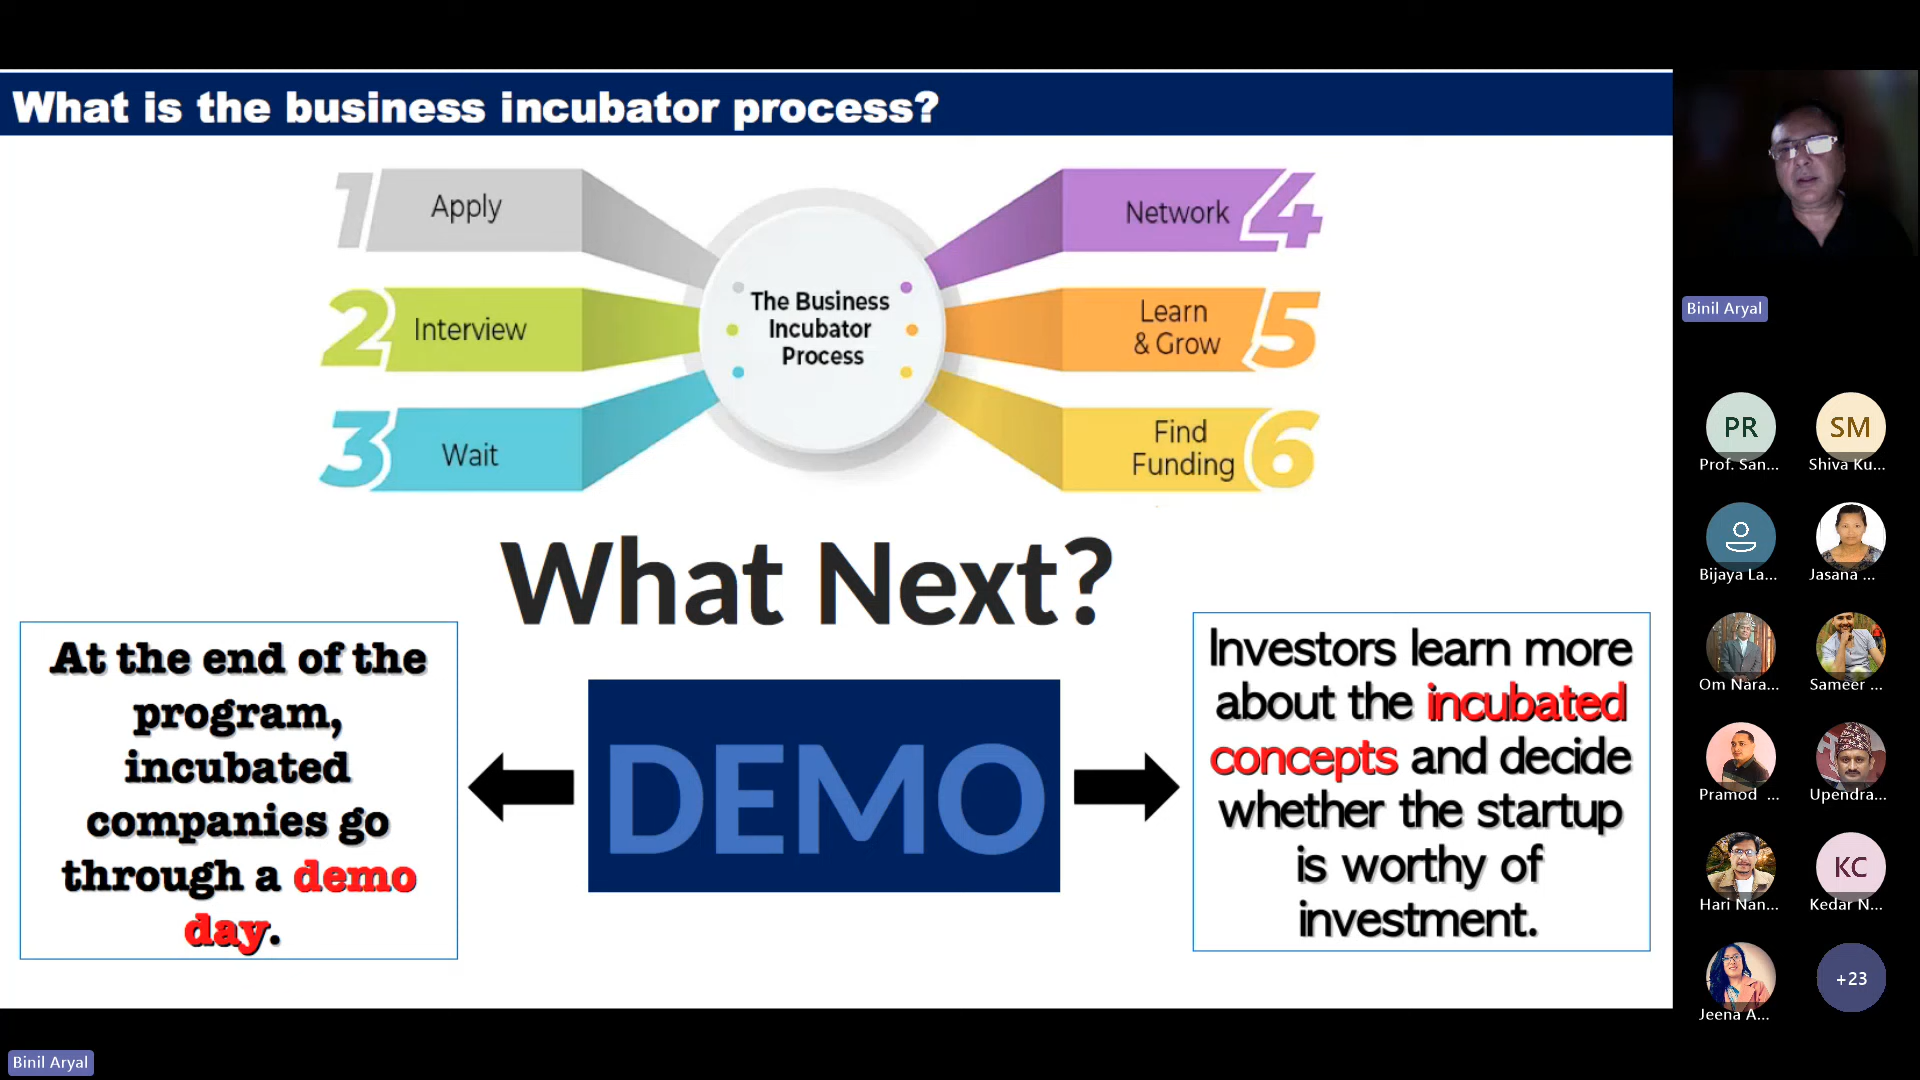 What is the business incubator process?
1
Apply
2
Interview
3
Wait
The Business
Incubator
Process
Network
4
Learn
& Grow
5
Find
Funding
6
What Next?
At the end of the
program,
incubated
companies go
through a demo
day.
DEMO
Investors learn more
about the incubated
concepts and decide
whether the startup
is worthy of
investment.
Binil Aryal
PR
Prof. San...
SM
Shiva Ku...
Bijaya La...
Jasana ...
Om Nara...
Sameer ...
Pramod ...
Upendra...
Hari Nan...
KC
Kedar N...
Jeena A...
+23
Binil Aryal